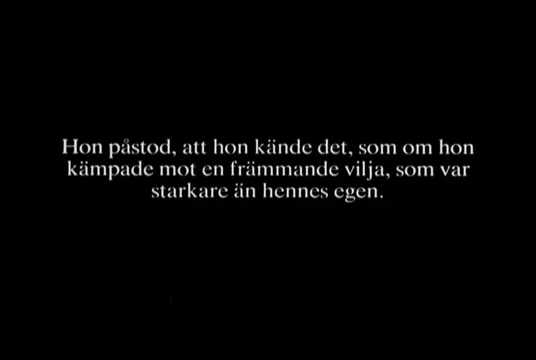 Hon påstod, att hon kände det, som om hon
kämpade mot en främmande vilja, som var
starkare än hennes egen.